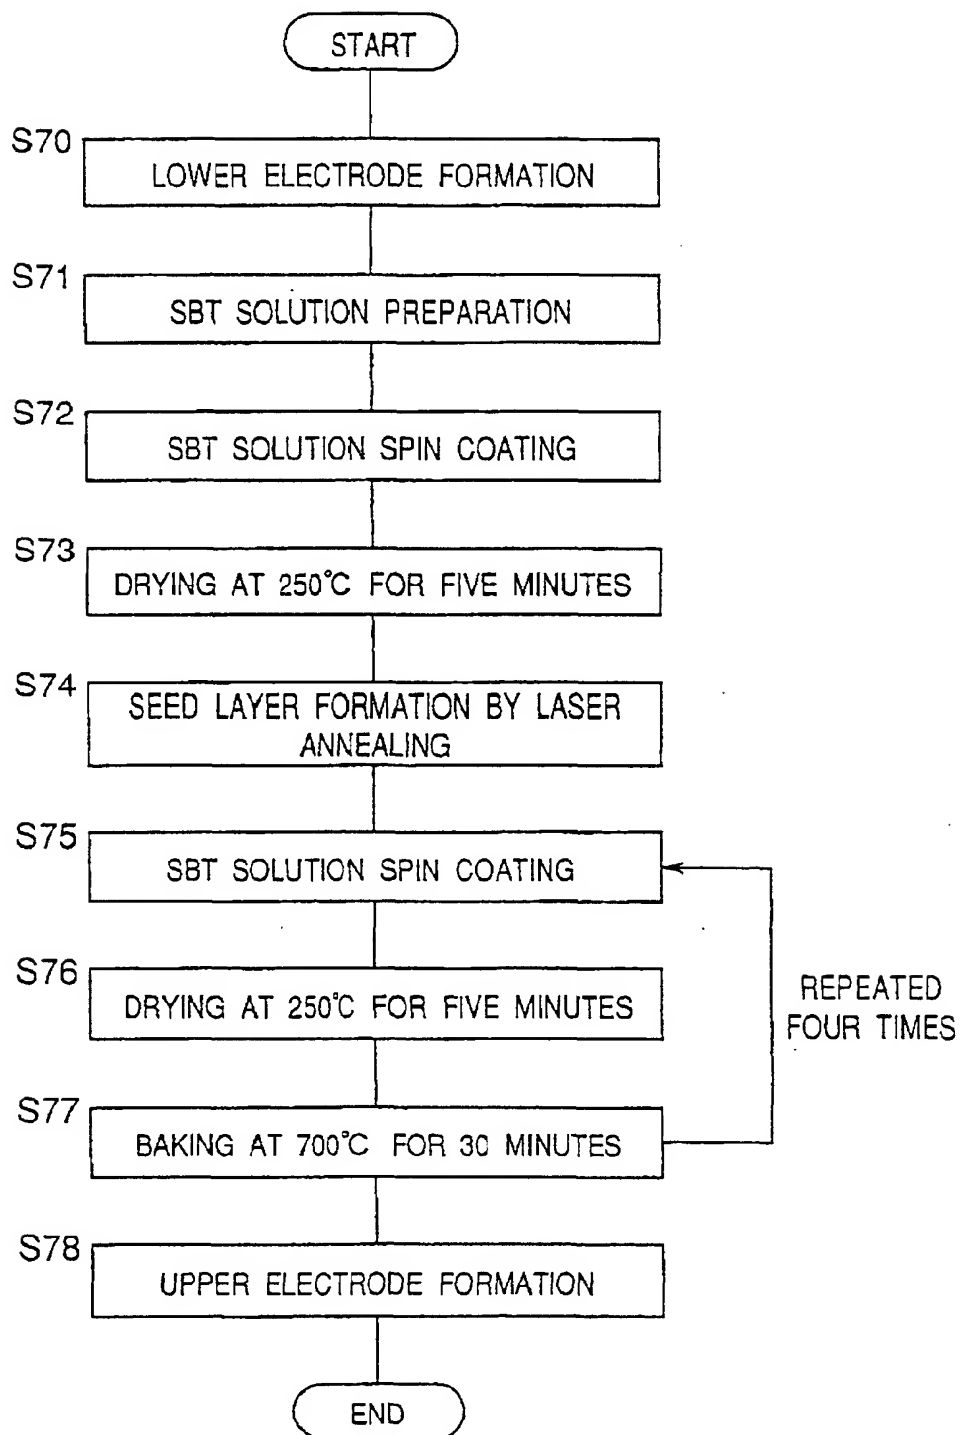 START
S70
LOWER ELECTRODE FORMATION
S71
SBT SOLUTION PREPARATION
S72
SBT SOLUTION SPIN COATING
S73
DRYING AT 250°C FOR FIVE MINUTES
S74
SEED LAYER FORMATION BY LASER
ANNEALING
S75
SBT SOLUTION SPIN COATING
S76
DRYING AT 250°C FOR FIVE MINUTES
REPEATED
FOUR TIMES
S77
BAKING AT 700°C FOR 30 MINUTES
S78
UPPER ELECTRODE FORMATION
END